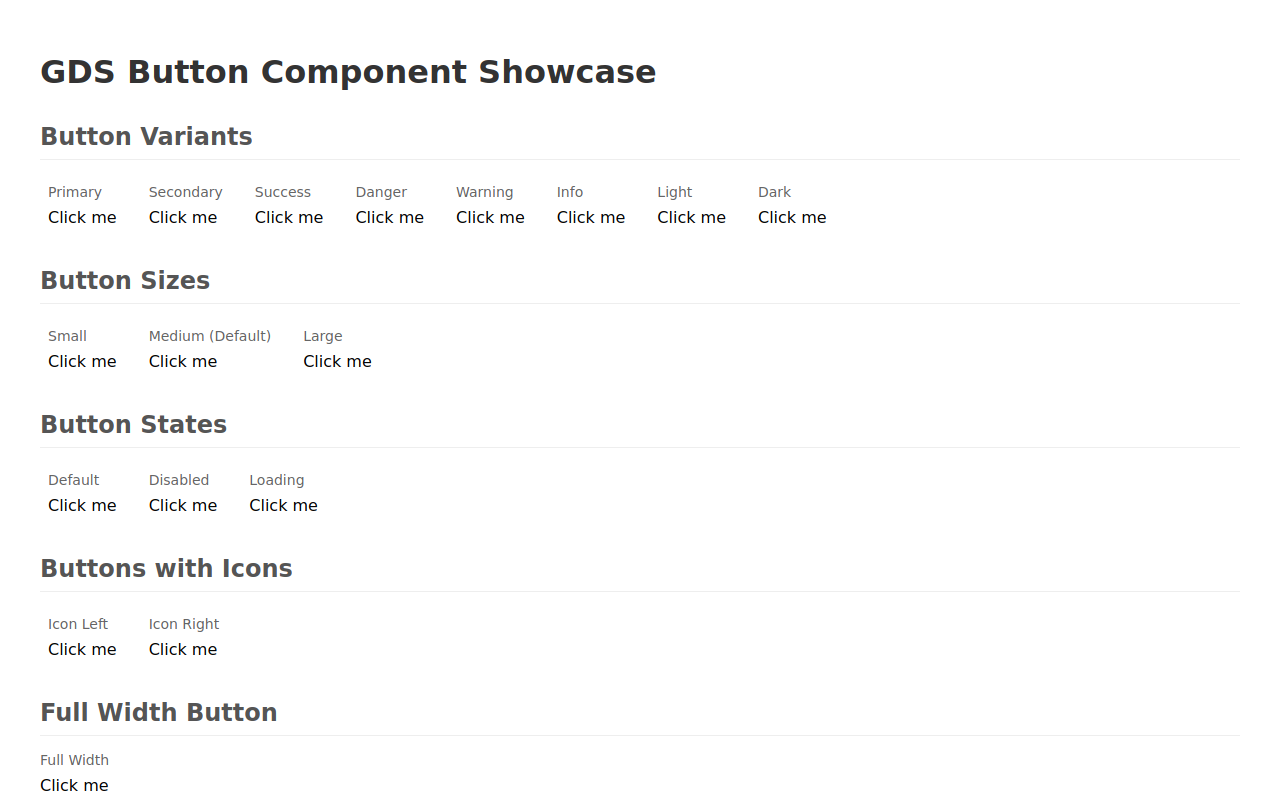 GDS Button Component Showcase
Button Variants
Primary Secondary Success Danger Warning Info Light Dark
Click me Click me Click me Click me Click me Click me Click me Click me
Button Sizes
Small Medium (Default) Large
Click me Click me Click me
Button States
Default Disabled Loading
Click me Click me Click me
Buttons with Icons
Icon Left Icon Right
Click me Click me
Full Width Button
Full Width
Click me